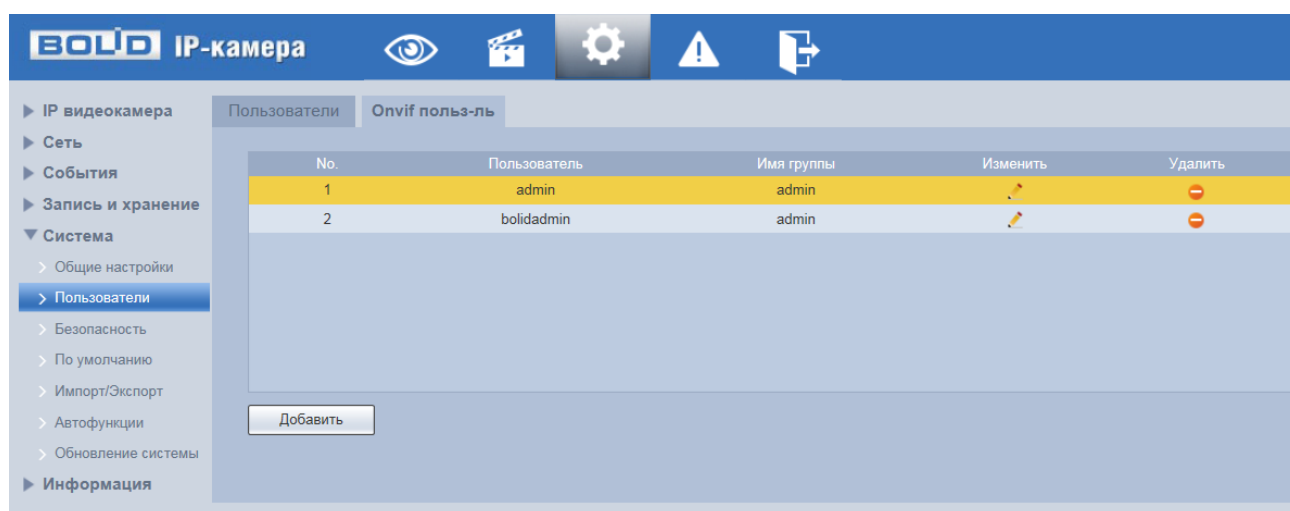 BOLID IP-камера
IP видеокамера
Сеть
События
Запись и хранение
Система
Общие настройки
Пользователи
Безопасность
По умолчанию
Импорт/Экспорт
Автофункции
Обновление системы
Информация
Пользователи Onvif польз-ль
No. Пользователь Имя группы Изменить Удалить
1 admin admin
2 bolidadmin admin
Добавить